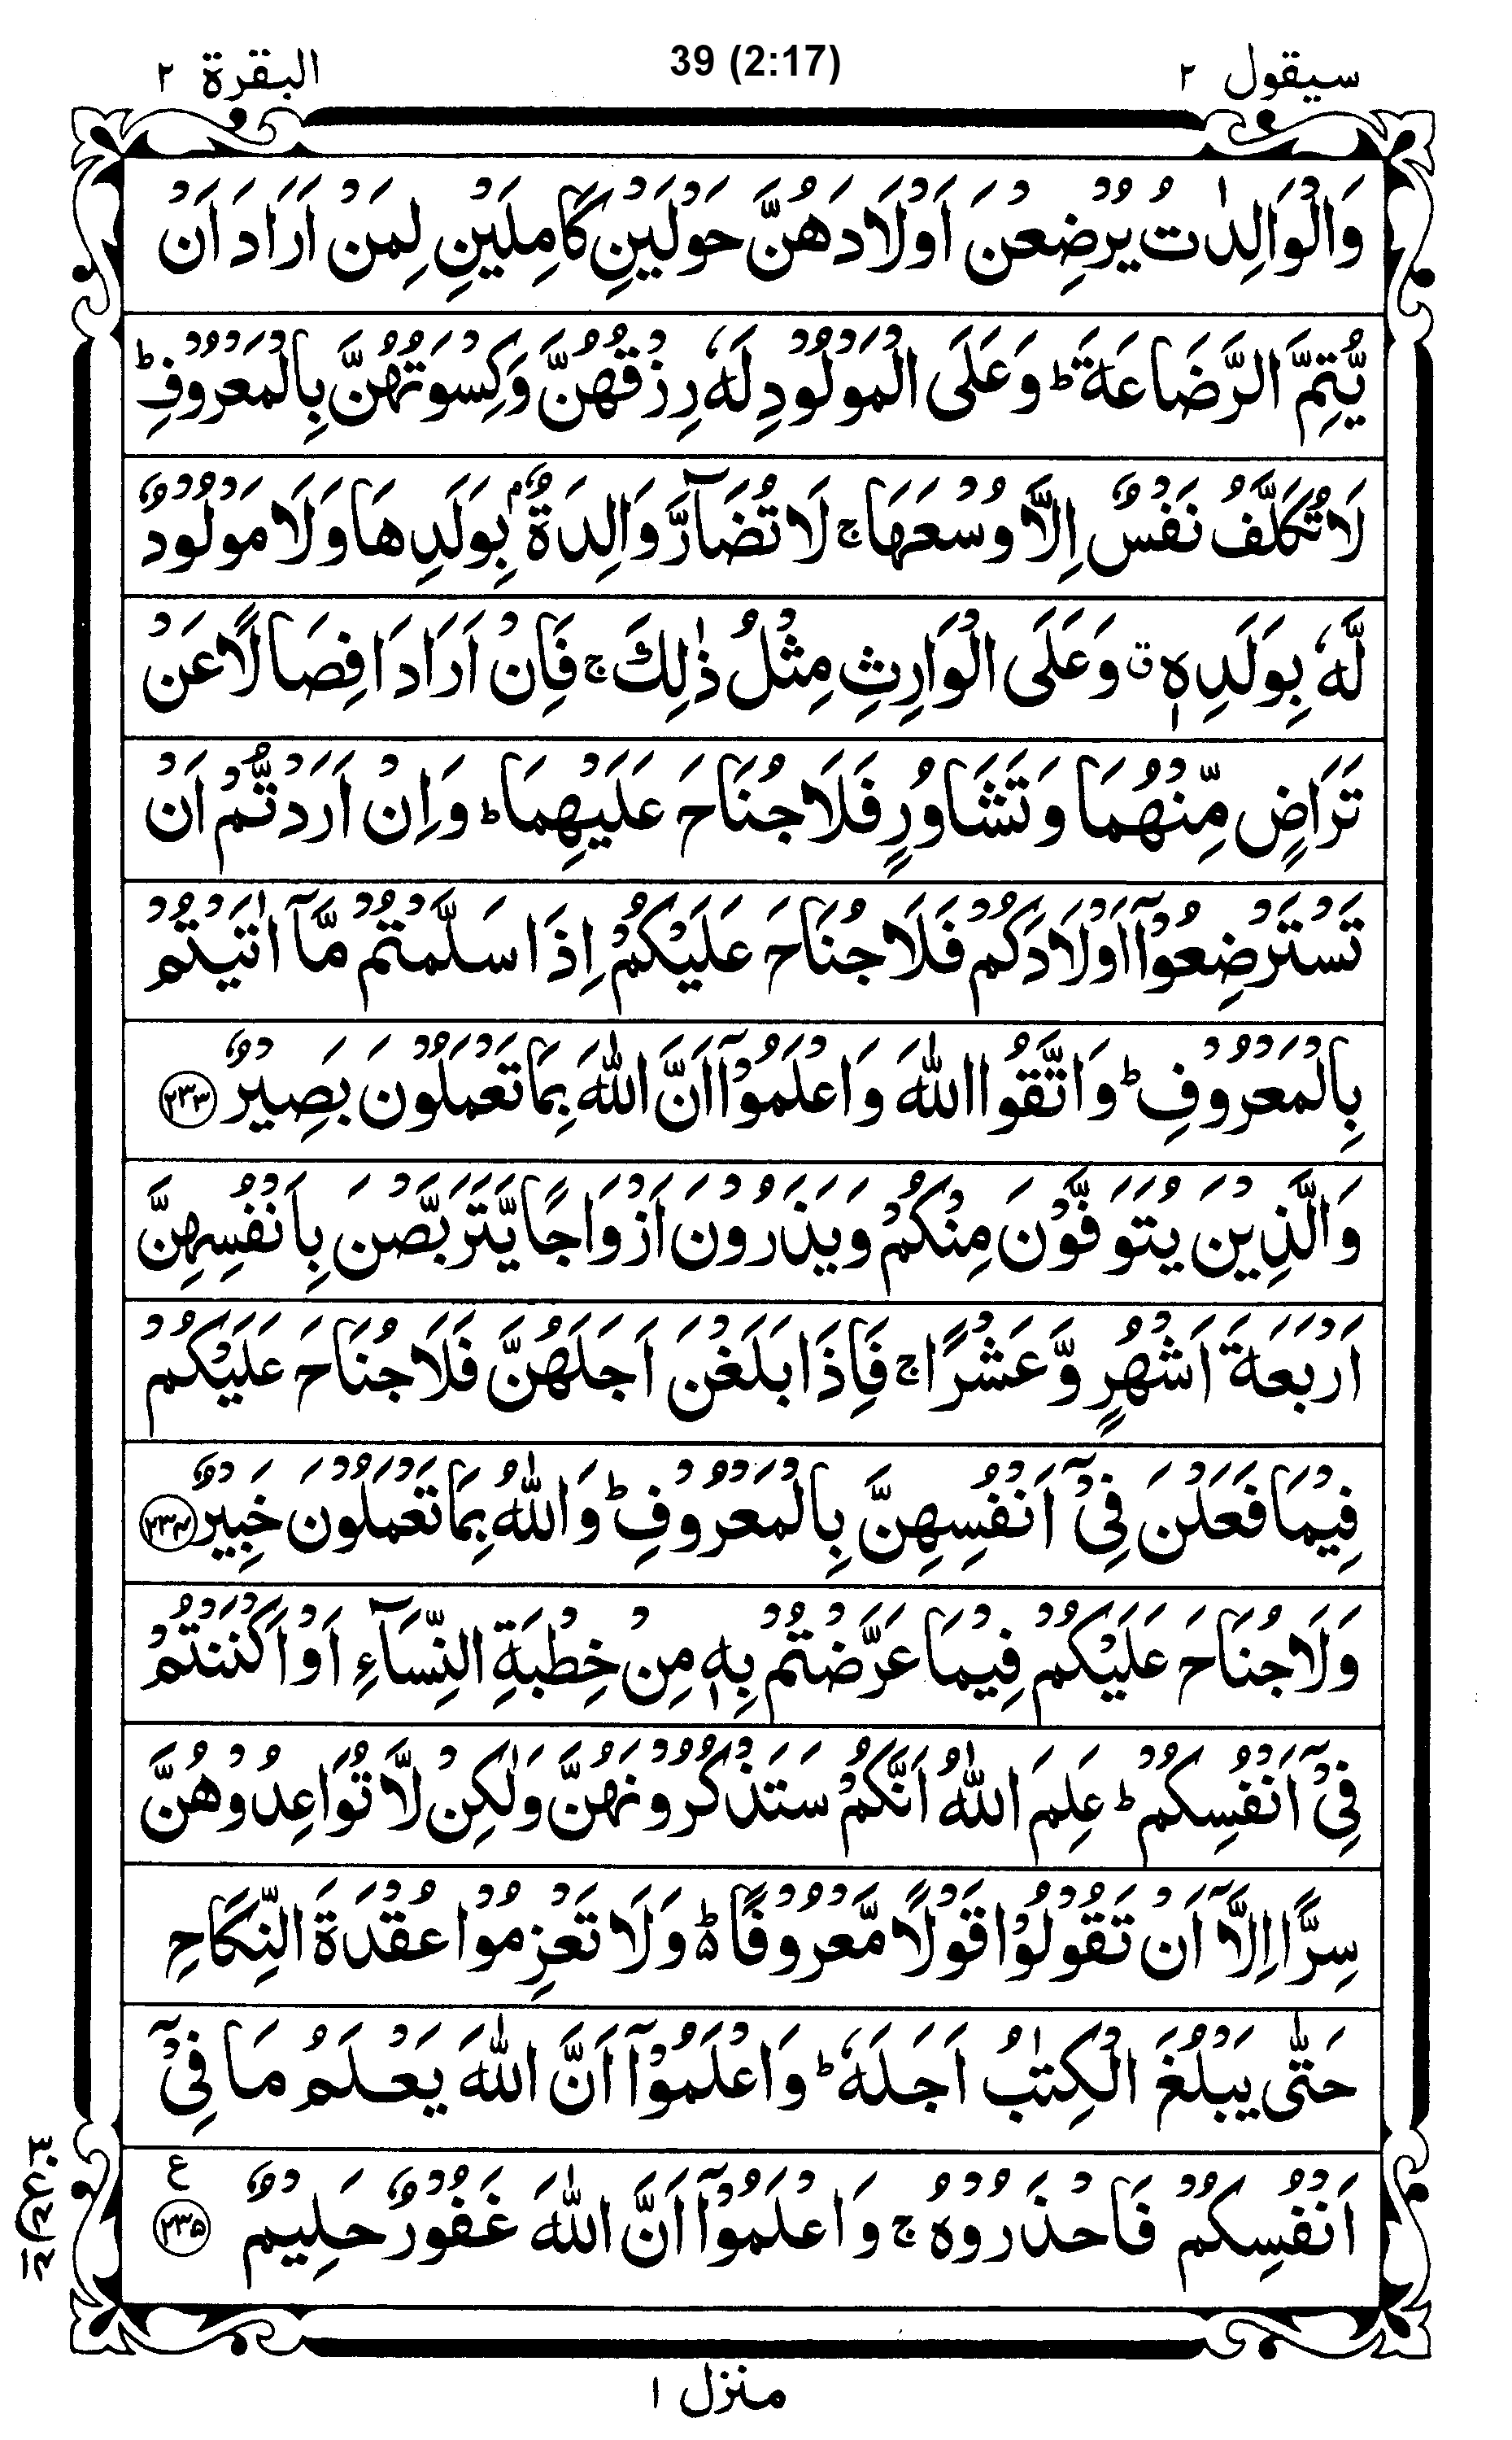 سيقول ٢
39 (2:17)
البقرة ٢
وَالْوَالِدٰتُ يُرْضِعْنَ اَوْلَادَهُنَّ حَوْلَيْنِ كَامِلَيْنِ لِمَنْ اَرَادَ اَنْ
يُّتِمَّ الرَّضَاعَةَ ؕ وَعَلَى الْمَوْلُوْدِ لَهٗ رِزْقُهُنَّ وَكِسْوَتُهُنَّ بِالْمَعْرُوْفِ ؕ
لَا تُكَلَّفُ نَفْسٌ اِلَّا وُسْعَهَا ۚ لَا تُضَآرَّ وَالِدَةٌۢ بِوَلَدِهَا وَلَا مَوْلُوْدٌ
لَّهٗ بِوَلَدِهٖ ۗ وَعَلَى الْوَارِثِ مِثْلُ ذٰلِكَ ۚ فَاِنْ اَرَادَا فِصَالًا عَنْ
تَرَاضٍ مِّنْهُمَا وَتَشَاوُرٍ فَلَا جُنَاحَ عَلَيْهِمَا ؕ وَاِنْ اَرَدْتُّمْ اَنْ
تَسْتَرْضِعُوْٓا اَوْلَادَكُمْ فَلَا جُنَاحَ عَلَيْكُمْ اِذَا سَلَّمْتُمْ مَّآ اٰتَيْتُمْ
بِالْمَعْرُوْفِ ؕ وَاتَّقُوا اللّٰهَ وَاعْلَمُوْٓا اَنَّ اللّٰهَ بِمَا تَعْمَلُوْنَ بَصِيْرٌ ﴿۲۳۳﴾
وَالَّذِيْنَ يُتَوَفَّوْنَ مِنْكُمْ وَيَذَرُوْنَ اَزْوَاجًا يَّتَرَبَّصْنَ بِاَنْفُسِهِنَّ
اَرْبَعَةَ اَشْهُرٍ وَّعَشْرًا ۚ فَاِذَا بَلَغْنَ اَجَلَهُنَّ فَلَا جُنَاحَ عَلَيْكُمْ
فِيْمَا فَعَلْنَ فِيْٓ اَنْفُسِهِنَّ بِالْمَعْرُوْفِ ؕ وَاللّٰهُ بِمَا تَعْمَلُوْنَ خَبِيْرٌ ﴿۲۳۴﴾
وَلَا جُنَاحَ عَلَيْكُمْ فِيْمَا عَرَّضْتُمْ بِهٖ مِنْ خِطْبَةِ النِّسَآءِ اَوْ اَكْنَنْتُمْ
فِيْٓ اَنْفُسِكُمْ ؕ عَلِمَ اللّٰهُ اَنَّكُمْ سَتَذْكُرُوْنَهُنَّ وَلٰكِنْ لَّا تُوَاعِدُوْهُنَّ
سِرًّا اِلَّآ اَنْ تَقُوْلُوْا قَوْلًا مَّعْرُوْفًا ۬ؕ وَلَا تَعْزِمُوْا عُقْدَةَ النِّكَاحِ
حَتّٰى يَبْلُغَ الْكِتٰبُ اَجَلَهٗ ؕ وَاعْلَمُوْٓا اَنَّ اللّٰهَ يَعْلَمُ مَا فِيْٓ
اَنْفُسِكُمْ فَاحْذَرُوْهُ ۚ وَاعْلَمُوْٓا اَنَّ اللّٰهَ غَفُوْرٌ حَلِيْمٌ ﴿۲۳۵﴾ ع
منزل ١